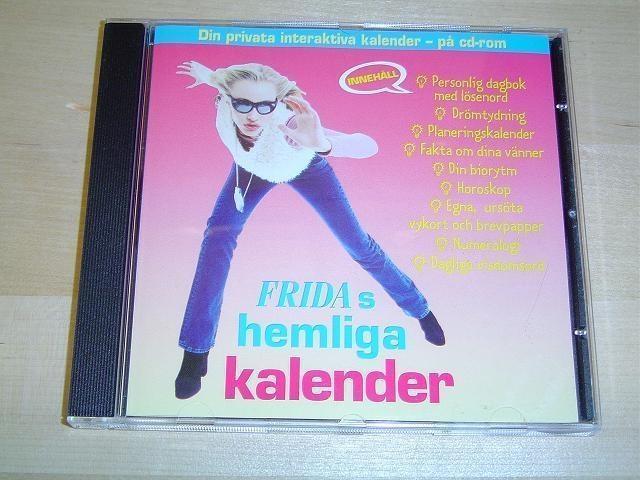 Din privata interaktiva kalender – på cd-rom
INNEHÅLL
Personlig dagbok
med lösenord
Drömtydning
Planeringskalender
Fakta om dina vänner
Din biorytm
Horoskop
Egna, ursöta
vykort och brevpapper
Numerologi
Dagliga visdomsord
FRIDA s
hemliga
kalender